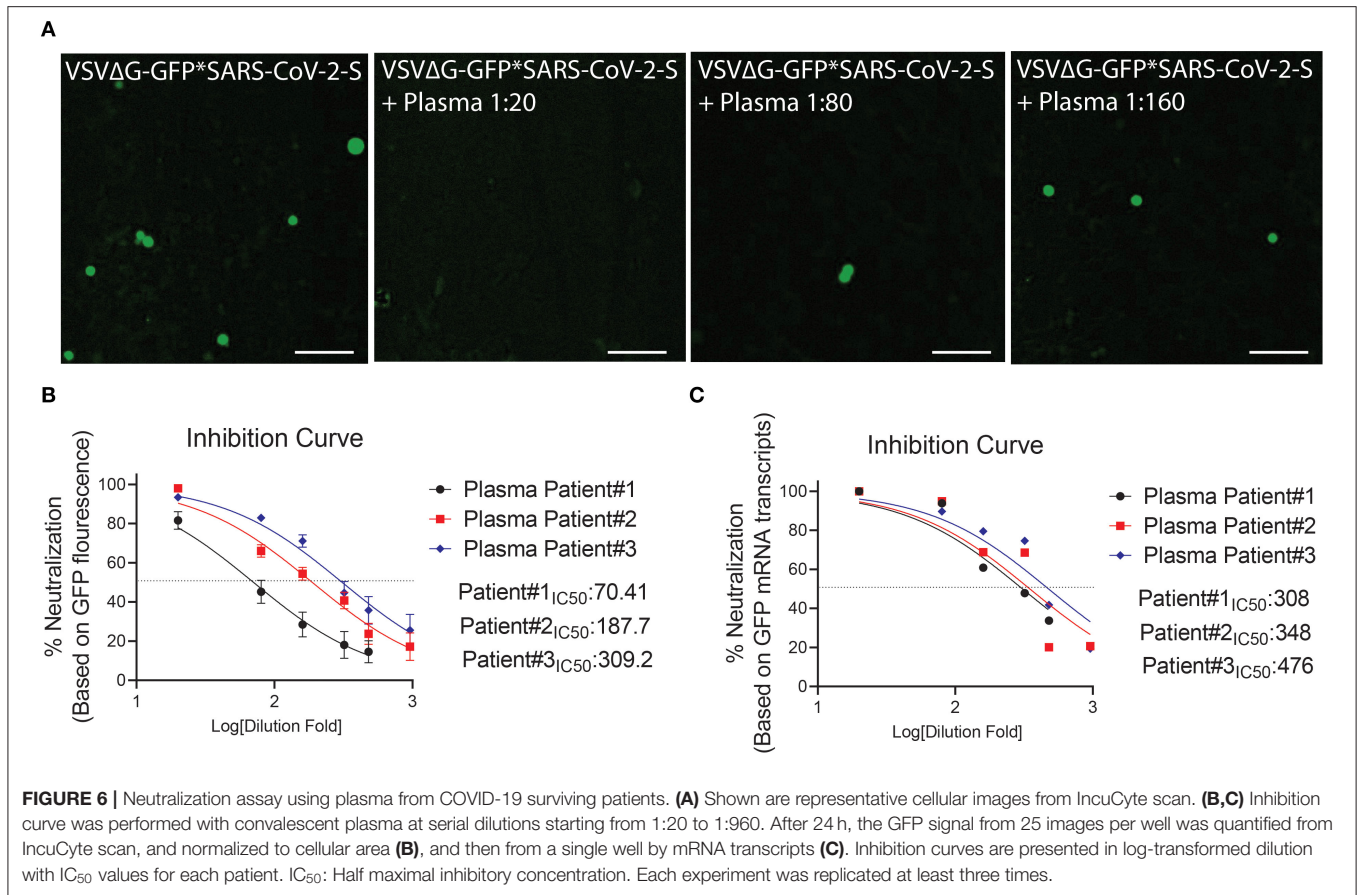 A
VSVΔG-GFP*SARS-CoV-2-S
VSVΔG-GFP*SARS-CoV-2-S
+ Plasma 1:20
VSVΔG-GFP*SARS-CoV-2-S
+ Plasma 1:80
VSVΔG-GFP*SARS-CoV-2-S
+ Plasma 1:160
B
Inhibition Curve
% Neutralization
(Based on GFP flourescence)
100
80
60
40
20
0
1
2
3
Log[Dilution Fold]
Plasma Patient#1
Plasma Patient#2
Plasma Patient#3
Patient#1IC50:70.41
Patient#2IC50:187.7
Patient#3IC50:309.2
C
Inhibition Curve
% Neutralization
(Based on GFP mRNA transcripts)
100
80
60
40
20
0
1
2
3
Log[Dilution Fold]
Plasma Patient#1
Plasma Patient#2
Plasma Patient#3
Patient#1IC50:308
Patient#2IC50:348
Patient#3IC50:476
FIGURE 6 | Neutralization assay using plasma from COVID-19 surviving patients. (A) Shown are representative cellular images from IncuCyte scan. (B,C) Inhibition
curve was performed with convalescent plasma at serial dilutions starting from 1:20 to 1:960. After 24 h, the GFP signal from 25 images per well was quantified from
IncuCyte scan, and normalized to cellular area (B), and then from a single well by mRNA transcripts (C). Inhibition curves are presented in log-transformed dilution
with IC50 values for each patient. IC50: Half maximal inhibitory concentration. Each experiment was replicated at least three times.